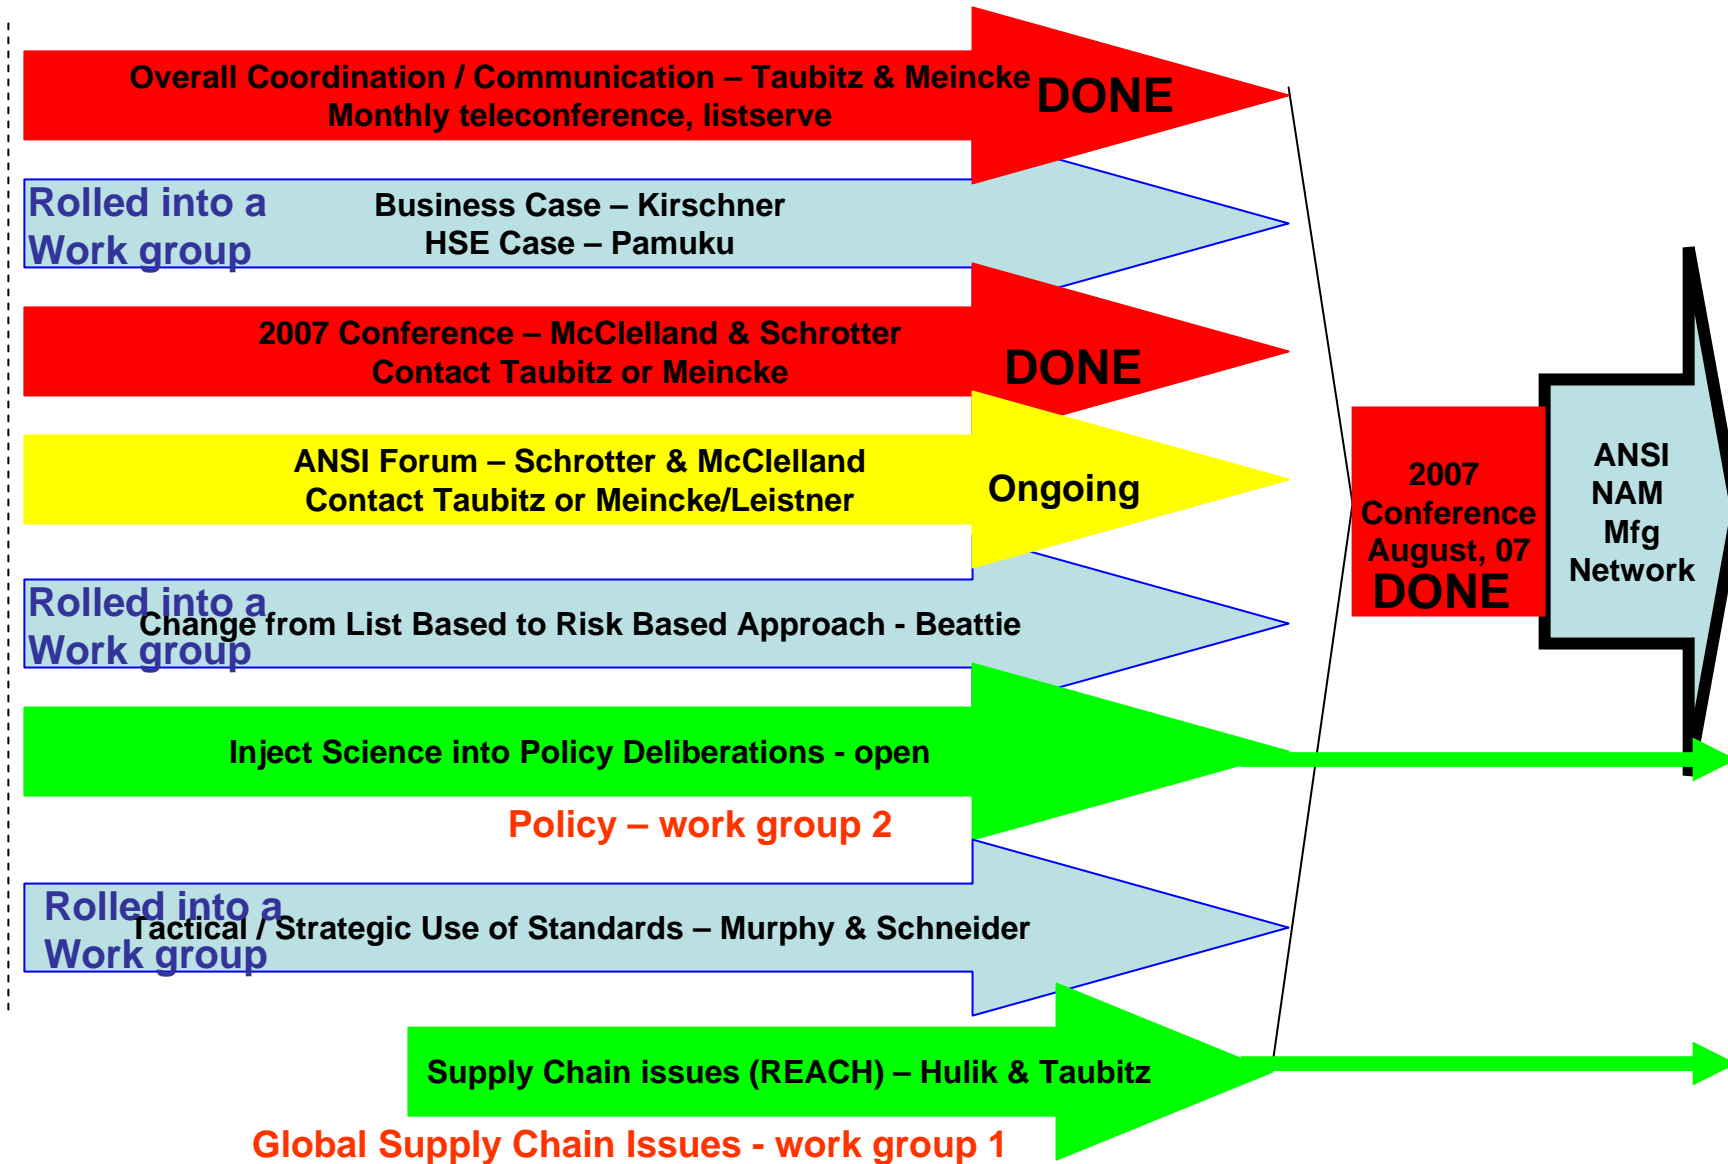 Overall Coordination / Communication – Taubitz & Meincke
Monthly teleconference, listserve
DONE
Rolled into a
Work group
Business Case – Kirschner
HSE Case – Pamuku
2007 Conference – McClelland & Schrotter
Contact Taubitz or Meincke
DONE
ANSI Forum – Schrotter & McClelland
Contact Taubitz or Meincke/Leistner
Ongoing
2007
Conference
August, 07
DONE
ANSI
NAM
Mfg
Network
Rolled into a
Work group
Change from List Based to Risk Based Approach - Beattie
Inject Science into Policy Deliberations - open
Policy – work group 2
Rolled into a
Work group
Tactical / Strategic Use of Standards – Murphy & Schneider
Supply Chain issues (REACH) – Hulik & Taubitz
Global Supply Chain Issues - work group 1